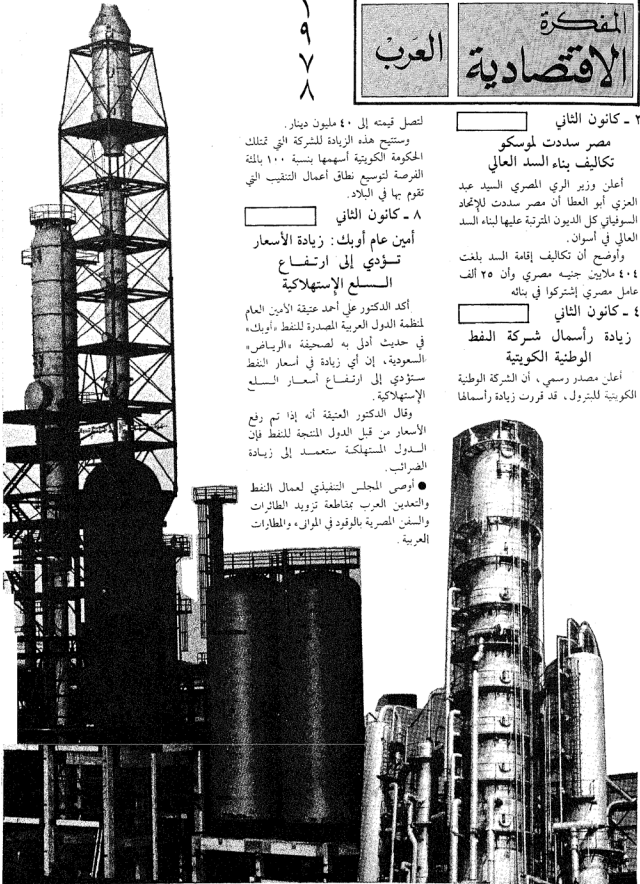 المفكرة
الاقتصادية
العرب
١٩٧٨
٢ ـ كانون الثاني
مصر سددت لموسكو
تكاليف بناء السد العالي
أعلن وزير الري المصري السيد عبد
العزي أبو العطا أن مصر سددت للإتحاد
السوفياتي كل الديون المترتبة عليها لبناء السد
العالي في أسوان.
وأوضح أن تكاليف إقامة السد بلغت
٤٠٤ ملايين جنيه مصري وأن ٢٥ ألف
عامل مصري إشتركوا في بنائه
٤ ـ كانون الثاني
زيادة رأسمال شركة النفط
الوطنية الكويتية
أعلن مصدر رسمي، أن الشركة الوطنية
الكويتية للبترول، قد قررت زيادة رأسمالها
لتصل قيمته إلى ٤٠ مليون دينار.
وستتيح هذه الزيادة للشركة التي تمتلك
الحكومة الكويتية أسهمها بنسبة ١٠٠ بالمئة
الفرصة لتوسيع نطاق أعمال التنقيب التي
تقوم بها في البلاد.
٨ ـ كانون الثاني
أمين عام أوبك: زيادة الأسعار
تؤدي إلى ارتفاع
السلع الإستهلاكية
أكد الدكتور علي أحمد عتيقة الأمين العام
لمنظمة الدول العربية المصدرة للنفط «أوبك»
في حديث أدلى به لصحيفة «الرياض»
السعودية، إن أي زيادة في أسعار النفط
ستؤدي إلى ارتفاع أسعار السلع
الإستهلاكية.
وقال الدكتور العتيقة أنه إذا تم رفع
الأسعار من قبل الدول المنتجة للنفط فإن
الدول المستهلكة ستعمد إلى زيادة
الضرائب.
● أوصى المجلس التنفيذي لعمال النفط
والتعدين العرب بمقاطعة تزويد الطائرات
والسفن المصرية بالوقود في الموانىء والمطارات
العربية.